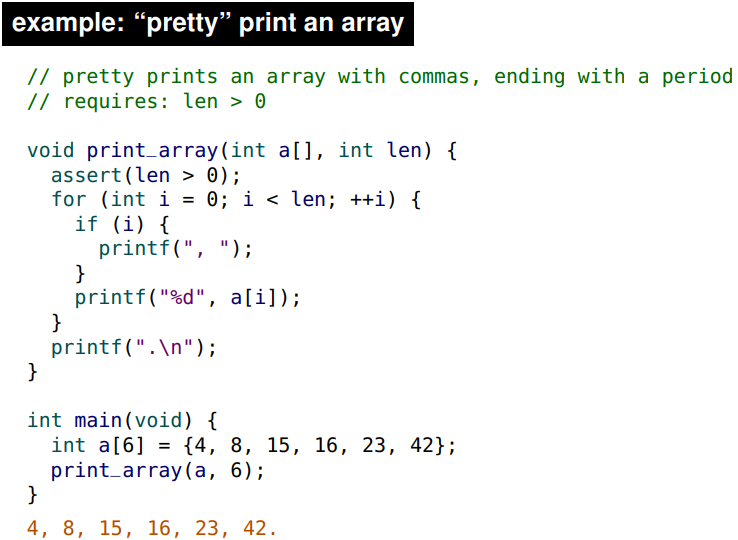 example: “pretty” print an array
// pretty prints an array with commas, ending with a period
// requires: len > 0
void print_array(int a[], int len) {
  assert(len > 0);
  for (int i = 0; i < len; ++i) {
    if (i) {
      printf(", ");
    }
    printf("%d", a[i]);
  }
  printf(".\n");
}
int main(void) {
  int a[6] = {4, 8, 15, 16, 23, 42};
  print_array(a, 6);
}
4, 8, 15, 16, 23, 42.